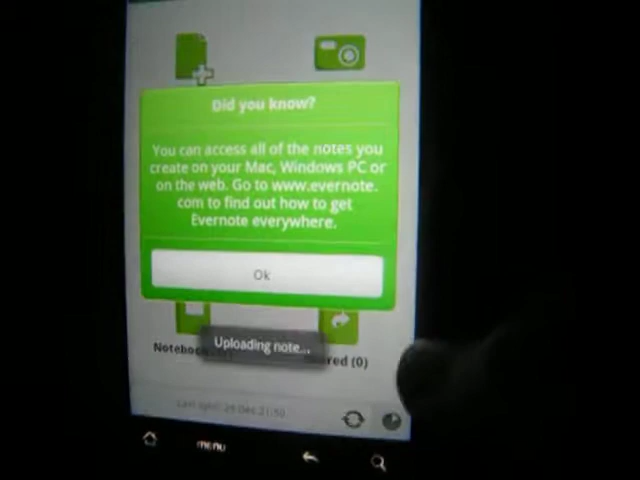 Did you know?
You can access all of the notes you
create on your Mac, Windows PC or
on the web. Go to www.evernote.
com to find out how to get
Evernote everywhere.
Ok
Uploading note...
(0)
menu